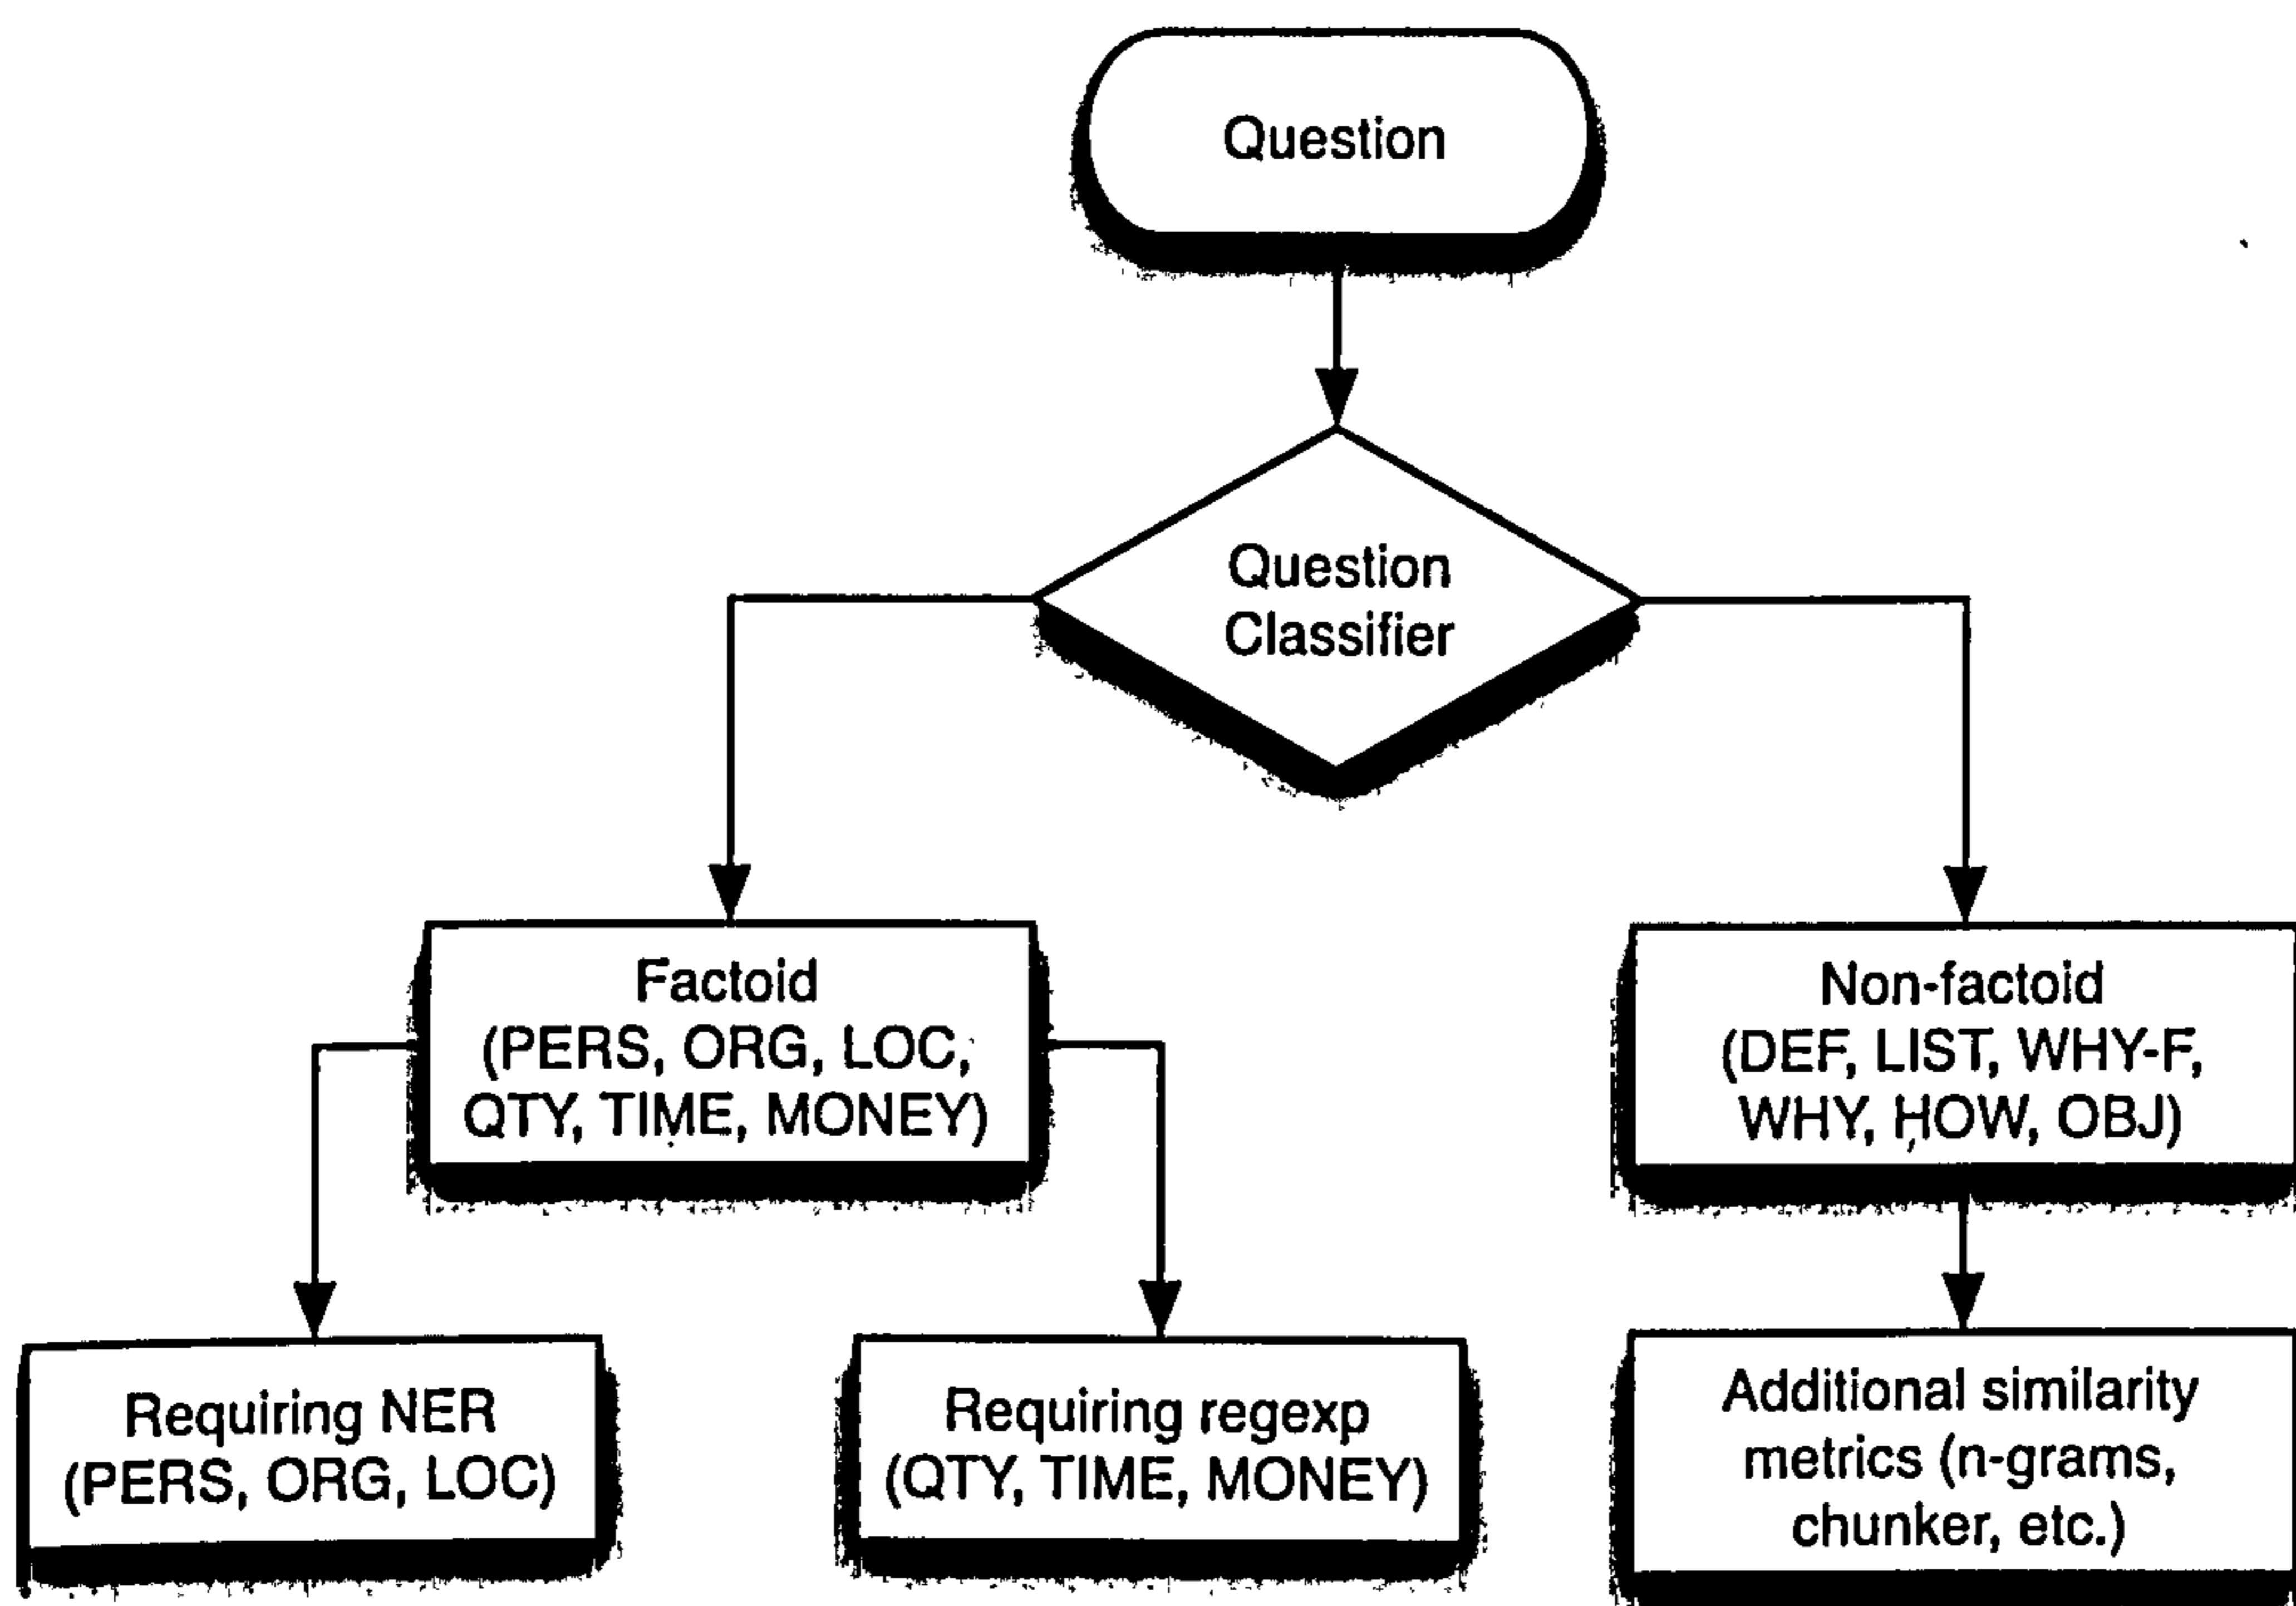 Question
Question
Classifier
Factoid
(PERS, ORG, LOC,
QTY, TIME, MONEY)
Non-factoid
(DEF, LIST, WHY-F,
WHY, HOW, OBJ)
Requiring NER
(PERS, ORG, LOC)
Requiring regexp
(QTY, TIME, MONEY)
Additional similarity
metrics (n-grams,
chunker, etc.)